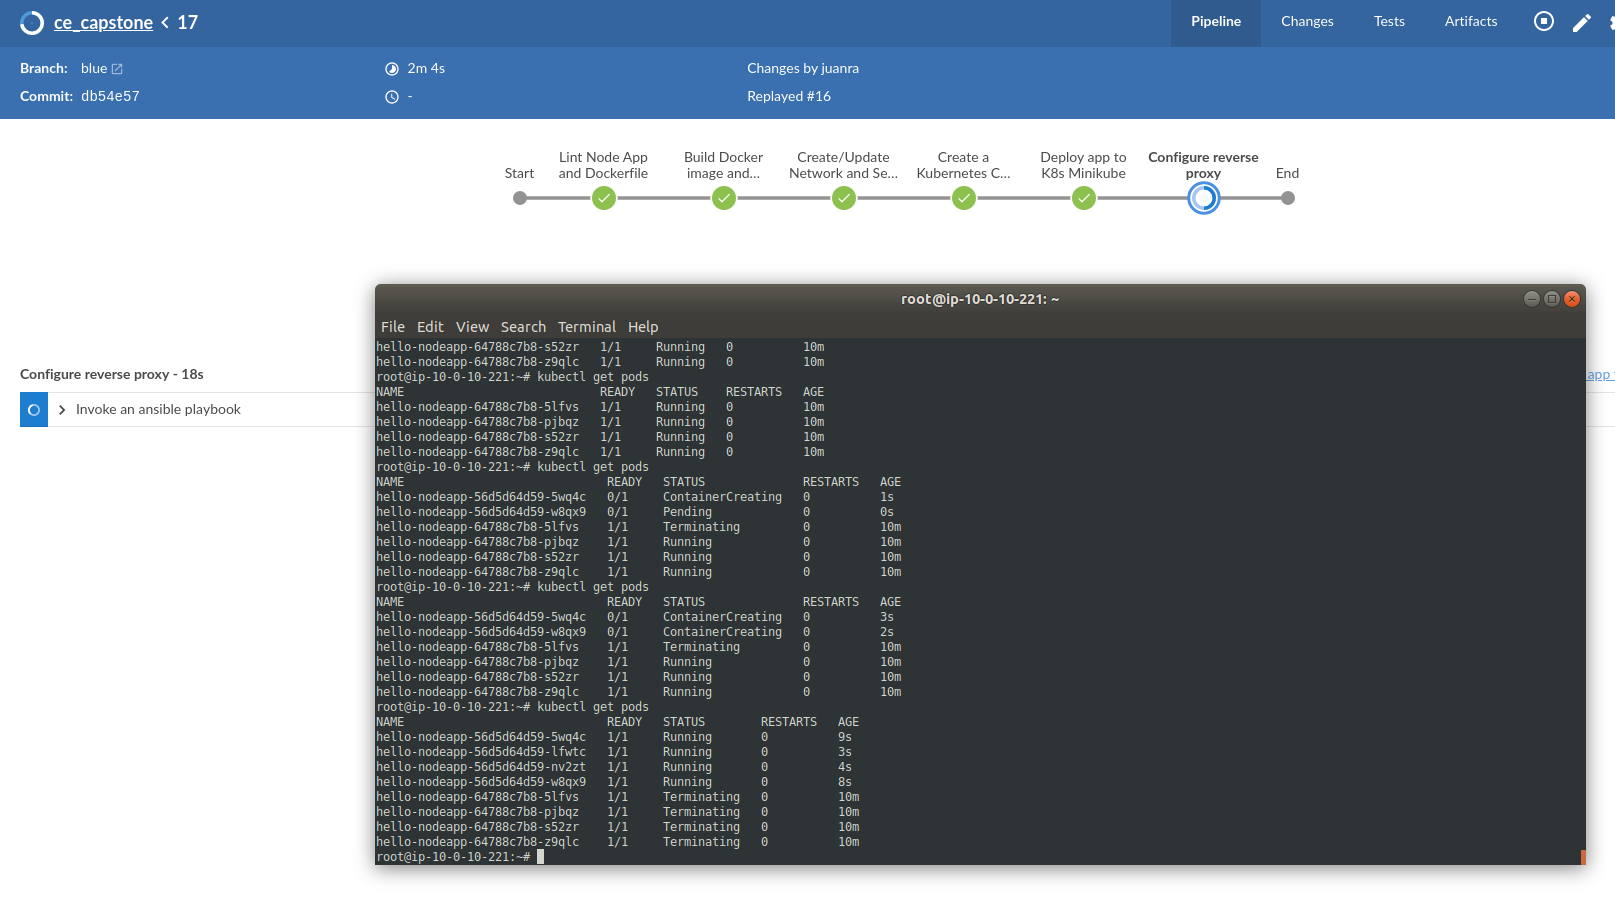 ce_capstone < 17
Pipeline Changes Tests Artifacts
Branch: blue
2m 4s
Changes by juanra
Commit: db54e57
-
Replayed #16
Start
Lint Node App
and Dockerfile
Build Docker
image and...
Create/Update
Network and Se...
Create a
Kubernetes C...
Deploy app to
K8s Minikube
Configure reverse
proxy
End
Configure reverse proxy - 18s
app
Invoke an ansible playbook
root@ip-10-0-10-221: ~
File Edit View Search Terminal Help
hello-nodeapp-64788c7b8-s52zr 1/1 Running 0 10m
hello-nodeapp-64788c7b8-z9qlc 1/1 Running 0 10m
root@ip-10-0-10-221:~# kubectl get pods
NAME READY STATUS RESTARTS AGE
hello-nodeapp-64788c7b8-5lfvs 1/1 Running 0 10m
hello-nodeapp-64788c7b8-pjbqz 1/1 Running 0 10m
hello-nodeapp-64788c7b8-s52zr 1/1 Running 0 10m
hello-nodeapp-64788c7b8-z9qlc 1/1 Running 0 10m
root@ip-10-0-10-221:~# kubectl get pods
NAME READY STATUS RESTARTS AGE
hello-nodeapp-56d5d64d59-5wq4c 0/1 ContainerCreating 0 1s
hello-nodeapp-56d5d64d59-w8qx9 0/1 Pending 0 0s
hello-nodeapp-64788c7b8-5lfvs 1/1 Terminating 0 10m
hello-nodeapp-64788c7b8-pjbqz 1/1 Running 0 10m
hello-nodeapp-64788c7b8-s52zr 1/1 Running 0 10m
hello-nodeapp-64788c7b8-z9qlc 1/1 Running 0 10m
root@ip-10-0-10-221:~# kubectl get pods
NAME READY STATUS RESTARTS AGE
hello-nodeapp-56d5d64d59-5wq4c 0/1 ContainerCreating 0 3s
hello-nodeapp-56d5d64d59-w8qx9 0/1 ContainerCreating 0 2s
hello-nodeapp-64788c7b8-5lfvs 1/1 Terminating 0 10m
hello-nodeapp-64788c7b8-pjbqz 1/1 Running 0 10m
hello-nodeapp-64788c7b8-s52zr 1/1 Running 0 10m
hello-nodeapp-64788c7b8-z9qlc 1/1 Running 0 10m
root@ip-10-0-10-221:~# kubectl get pods
NAME READY STATUS RESTARTS AGE
hello-nodeapp-56d5d64d59-5wq4c 1/1 Running 0 9s
hello-nodeapp-56d5d64d59-lfwtc 1/1 Running 0 3s
hello-nodeapp-56d5d64d59-nv2zt 1/1 Running 0 4s
hello-nodeapp-56d5d64d59-w8qx9 1/1 Running 0 8s
hello-nodeapp-64788c7b8-5lfvs 1/1 Terminating 0 10m
hello-nodeapp-64788c7b8-pjbqz 1/1 Terminating 0 10m
hello-nodeapp-64788c7b8-s52zr 1/1 Terminating 0 10m
hello-nodeapp-64788c7b8-z9qlc 1/1 Terminating 0 10m
root@ip-10-0-10-221:~#